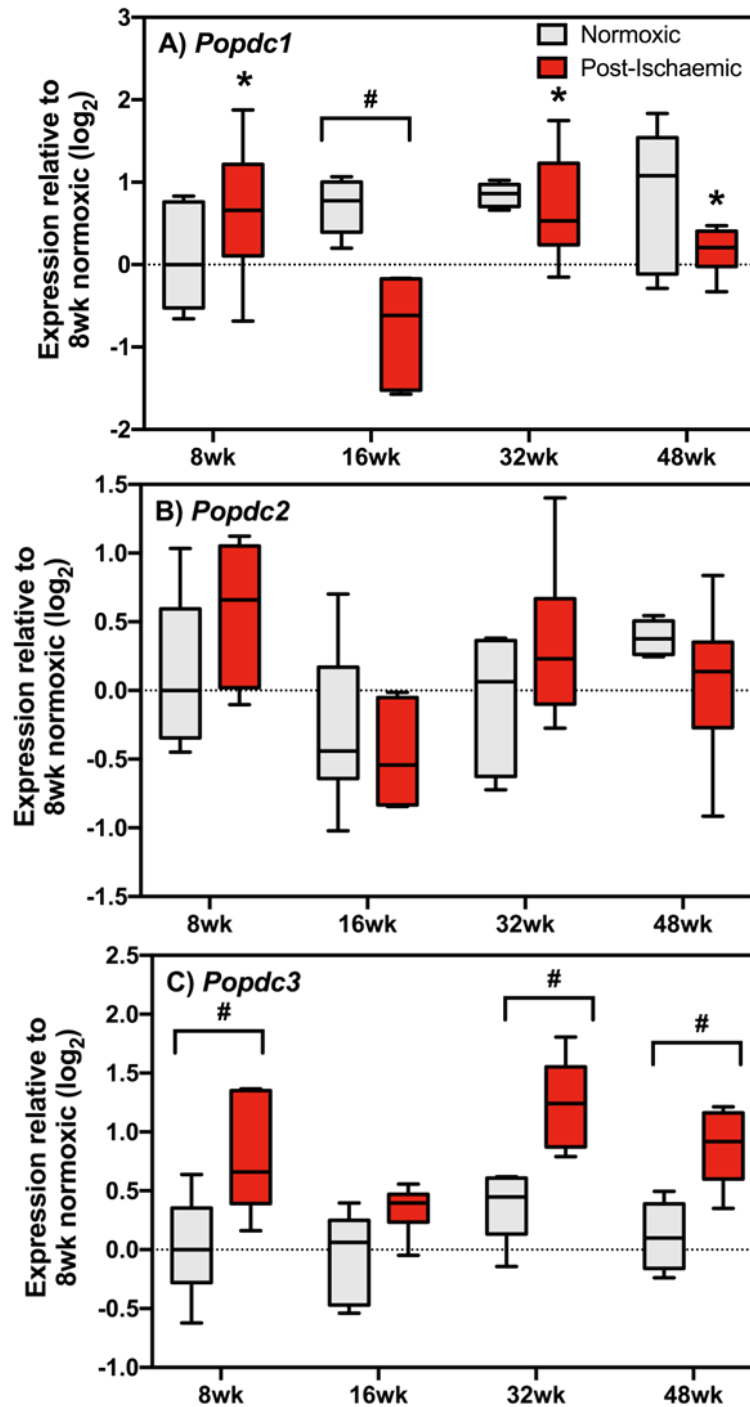 A) Popdc1
Normoxic
Post-Ischaemic
Expression relative to
8wk normoxic (log2)
3
2
1
0
-1
-2
*
#
*
*
8wk 16wk 32wk 48wk
B) Popdc2
Expression relative to
8wk normoxic (log2)
1.5
1.0
0.5
0.0
-0.5
-1.0
-1.5
8wk 16wk 32wk 48wk
C) Popdc3
Expression relative to
8wk normoxic (log2)
2.5
2.0
1.5
1.0
0.5
0.0
-0.5
-1.0
#
#
#
8wk 16wk 32wk 48wk